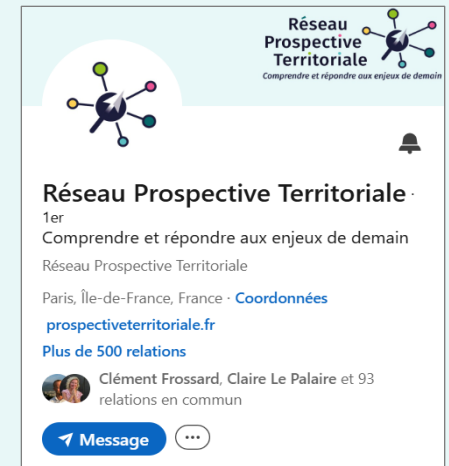 Réseau
Prospective
Territoriale
Comprendre et répondre aux enjeux de demain
Réseau Prospective Territoriale ·
1er
Comprendre et répondre aux enjeux de demain
Réseau Prospective Territoriale
Paris, Île-de-France, France · Coordonnées
prospectiveterritoriale.fr
Plus de 500 relations
Clément Frossard, Claire Le Palaire et 93
relations en commun
Message